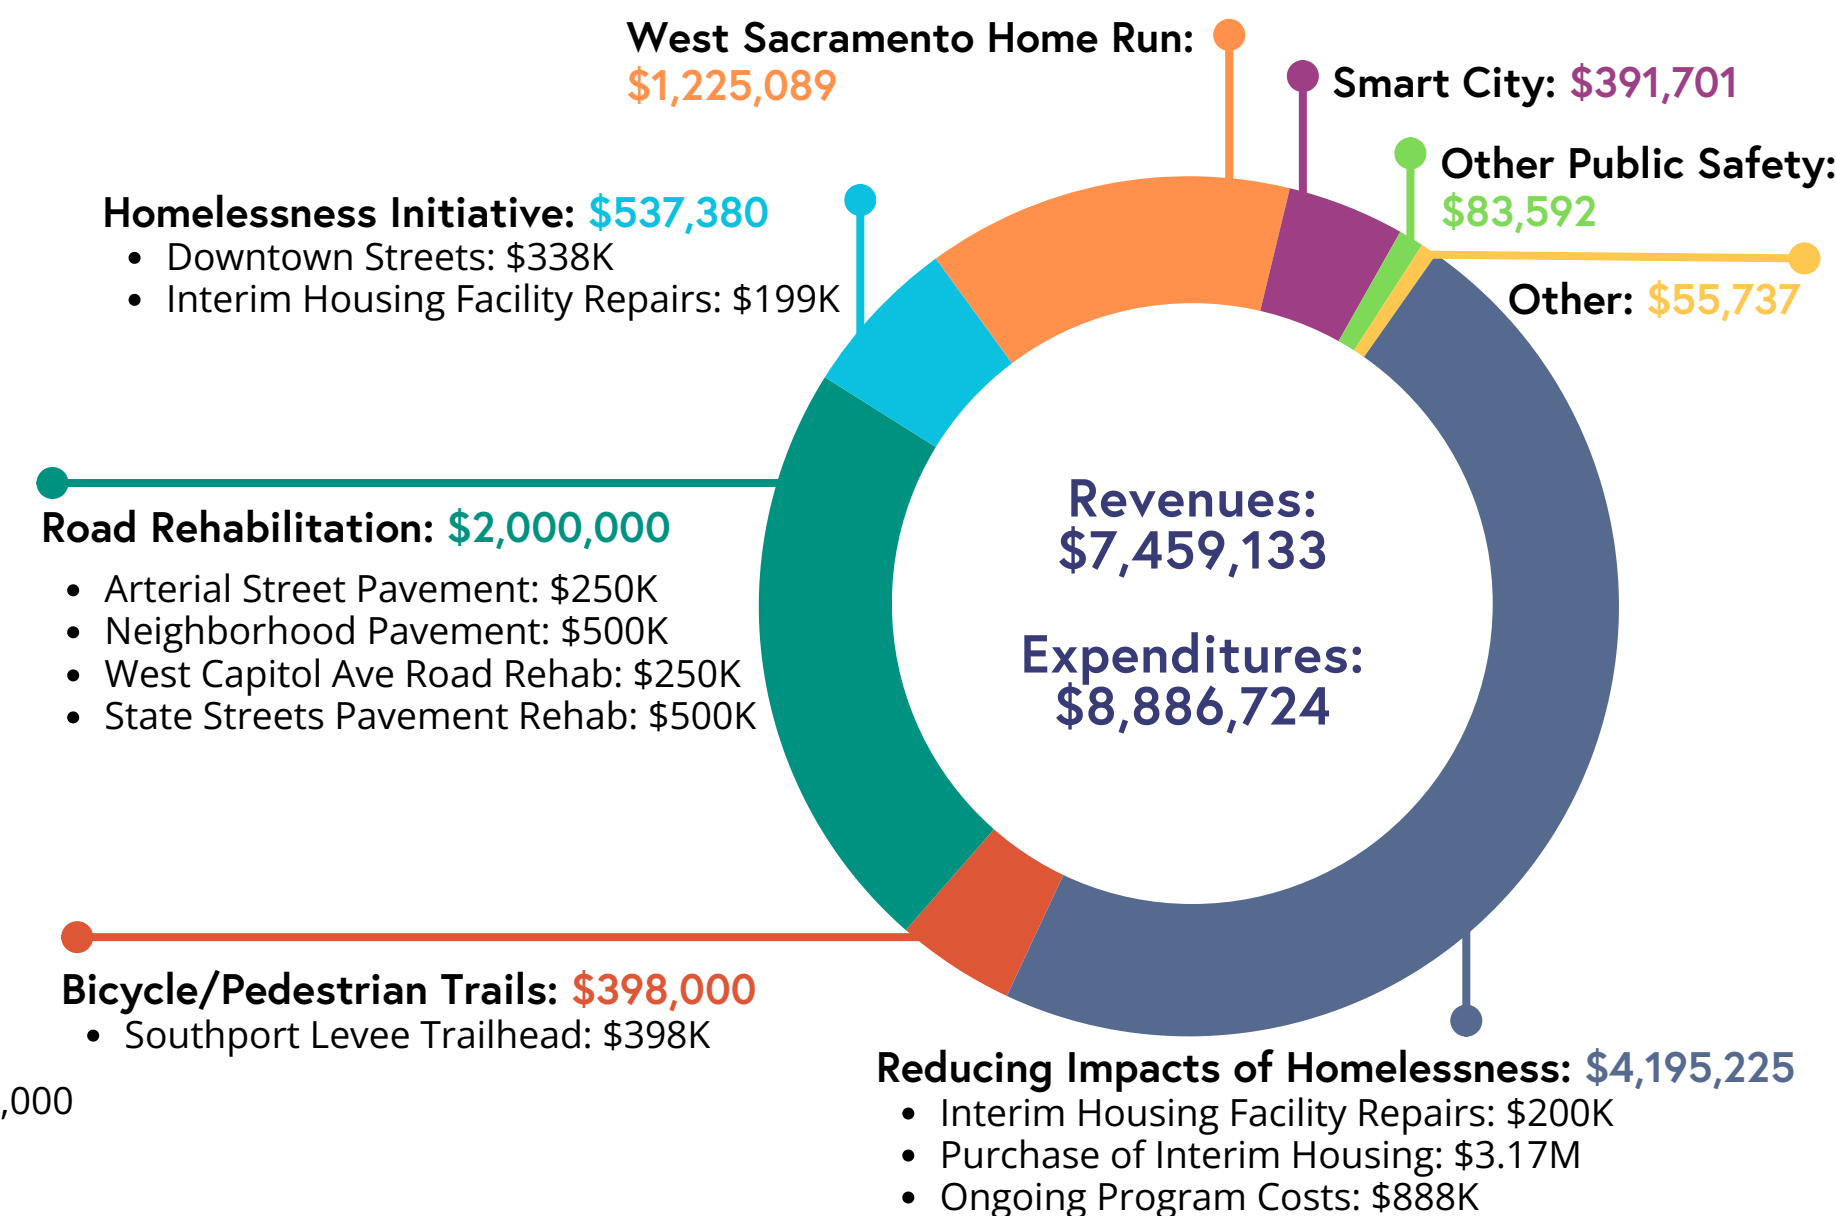 West Sacramento Home Run:
$1,225,089
Smart City: $391,701
Other Public Safety:
$83,592
Other: $55,737
Homelessness Initiative: $537,380
• Downtown Streets: $338K
• Interim Housing Facility Repairs: $199K
Road Rehabilitation: $2,000,000
• Arterial Street Pavement: $250K
• Neighborhood Pavement: $500K
• West Capitol Ave Road Rehab: $250K
• State Streets Pavement Rehab: $500K
Revenues:
$7,459,133
Expenditures:
$8,886,724
Bicycle/Pedestrian Trails: $398,000
• Southport Levee Trailhead: $398K
,000
Reducing Impacts of Homelessness: $4,195,225
• Interim Housing Facility Repairs: $200K
• Purchase of Interim Housing: $3.17M
• Ongoing Program Costs: $888K